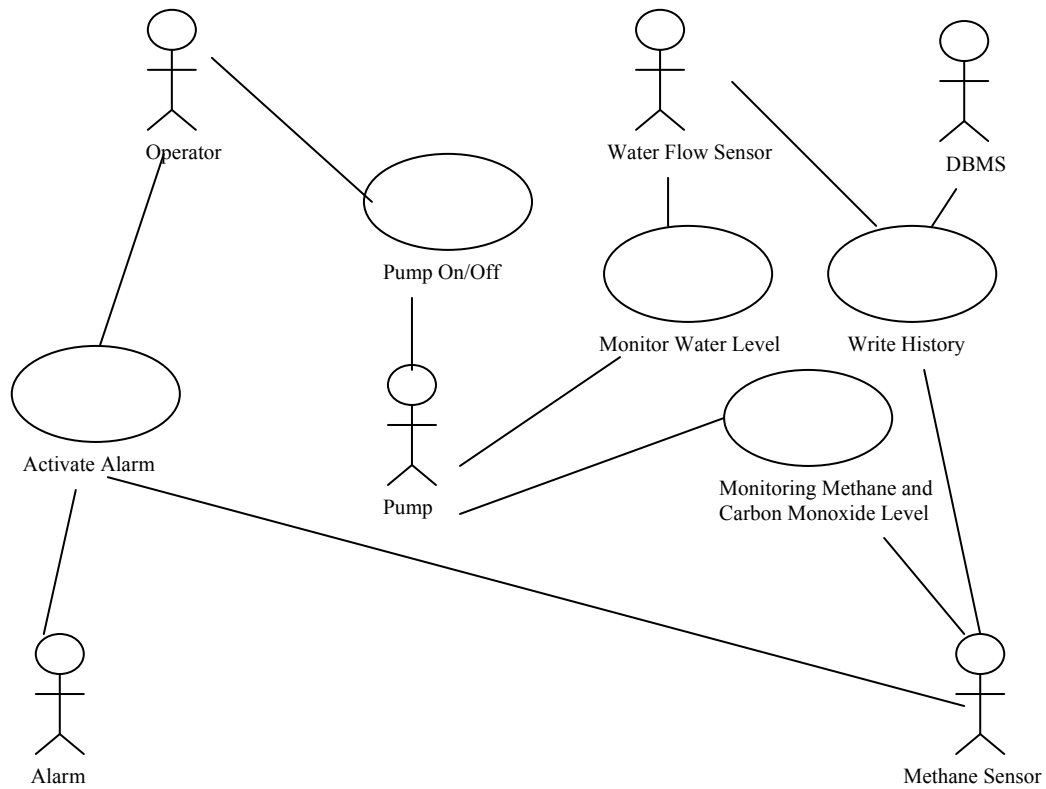 Operator
Water Flow Sensor
DBMS
Pump On/Off
Monitor Water Level
Write History
Activate Alarm
Pump
Monitoring Methane and
Carbon Monoxide Level
Alarm
Methane Sensor